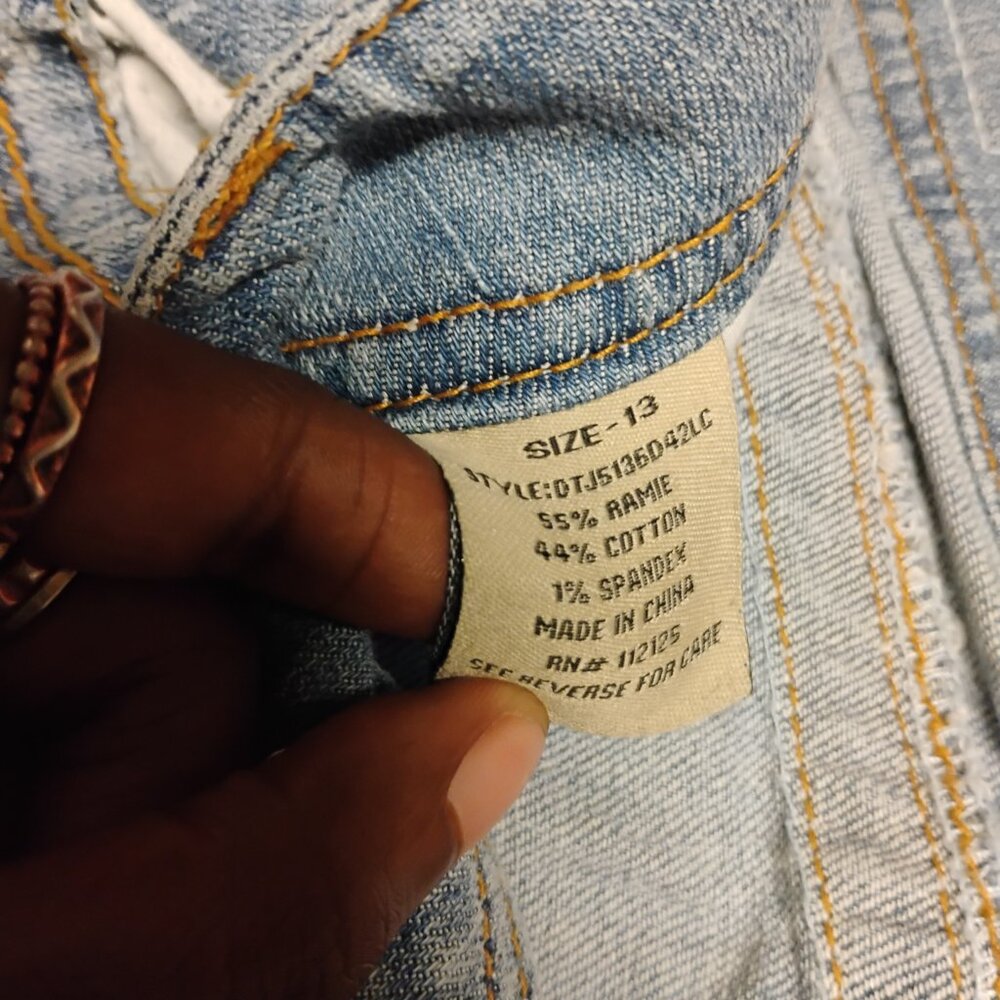 SIZE-13
STYLE:DTJ5136D42LC
55% RAMIE
44% COTTON
1% SPANDEX
MADE IN CHINA
RN# 112125
SEE REVERSE FOR CARE